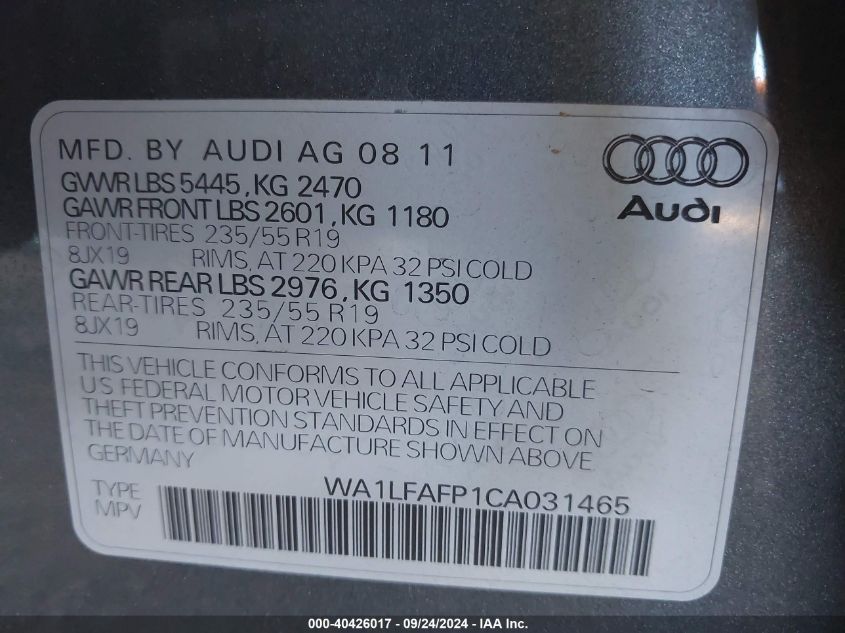 MFD. BY AUDI AG 08 11
GVWR LBS 5445, KG 2470
GAWR FRONT LBS 2601, KG 1180
FRONT-TIRES 235/55 R19
8JX19 RIMS, AT 220 KPA 32 PSI COLD
GAWR REAR LBS 2976, KG 1350
REAR-TIRES 235/55 R19
8JX19 RIMS, AT 220 KPA 32 PSI COLD
Audi
THIS VEHICLE CONFORMS TO ALL APPLICABLE
US FEDERAL MOTOR VEHICLE SAFETY AND
THEFT PREVENTION STANDARDS IN EFFECT ON
THE DATE OF MANUFACTURE SHOWN ABOVE
GERMANY
TYPE WA1LFAFP1CA031465
MPV
000-40426017 - 09/24/2024 - IAA, Inc.